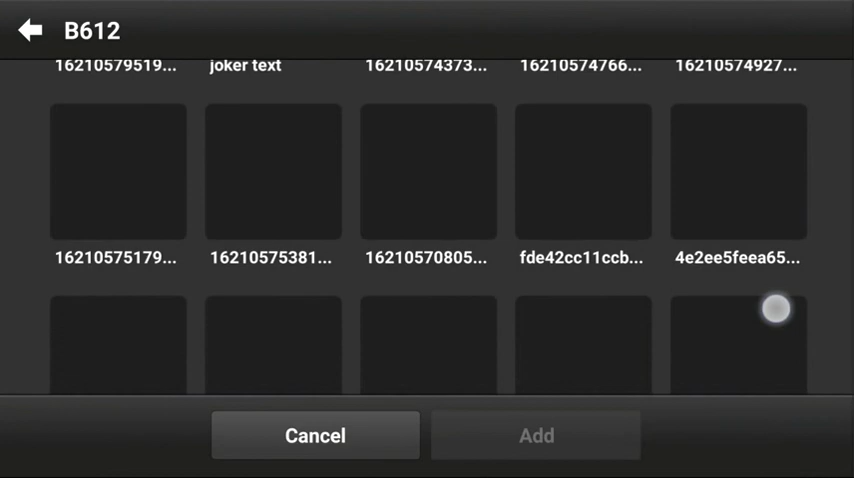 B612
16210579519... joker text 16210574373... 16210574766... 16210574927...
16210575179... 16210575381... 16210570805... fde42cc11ccb... 4e2ee5feea65...
Cancel Add